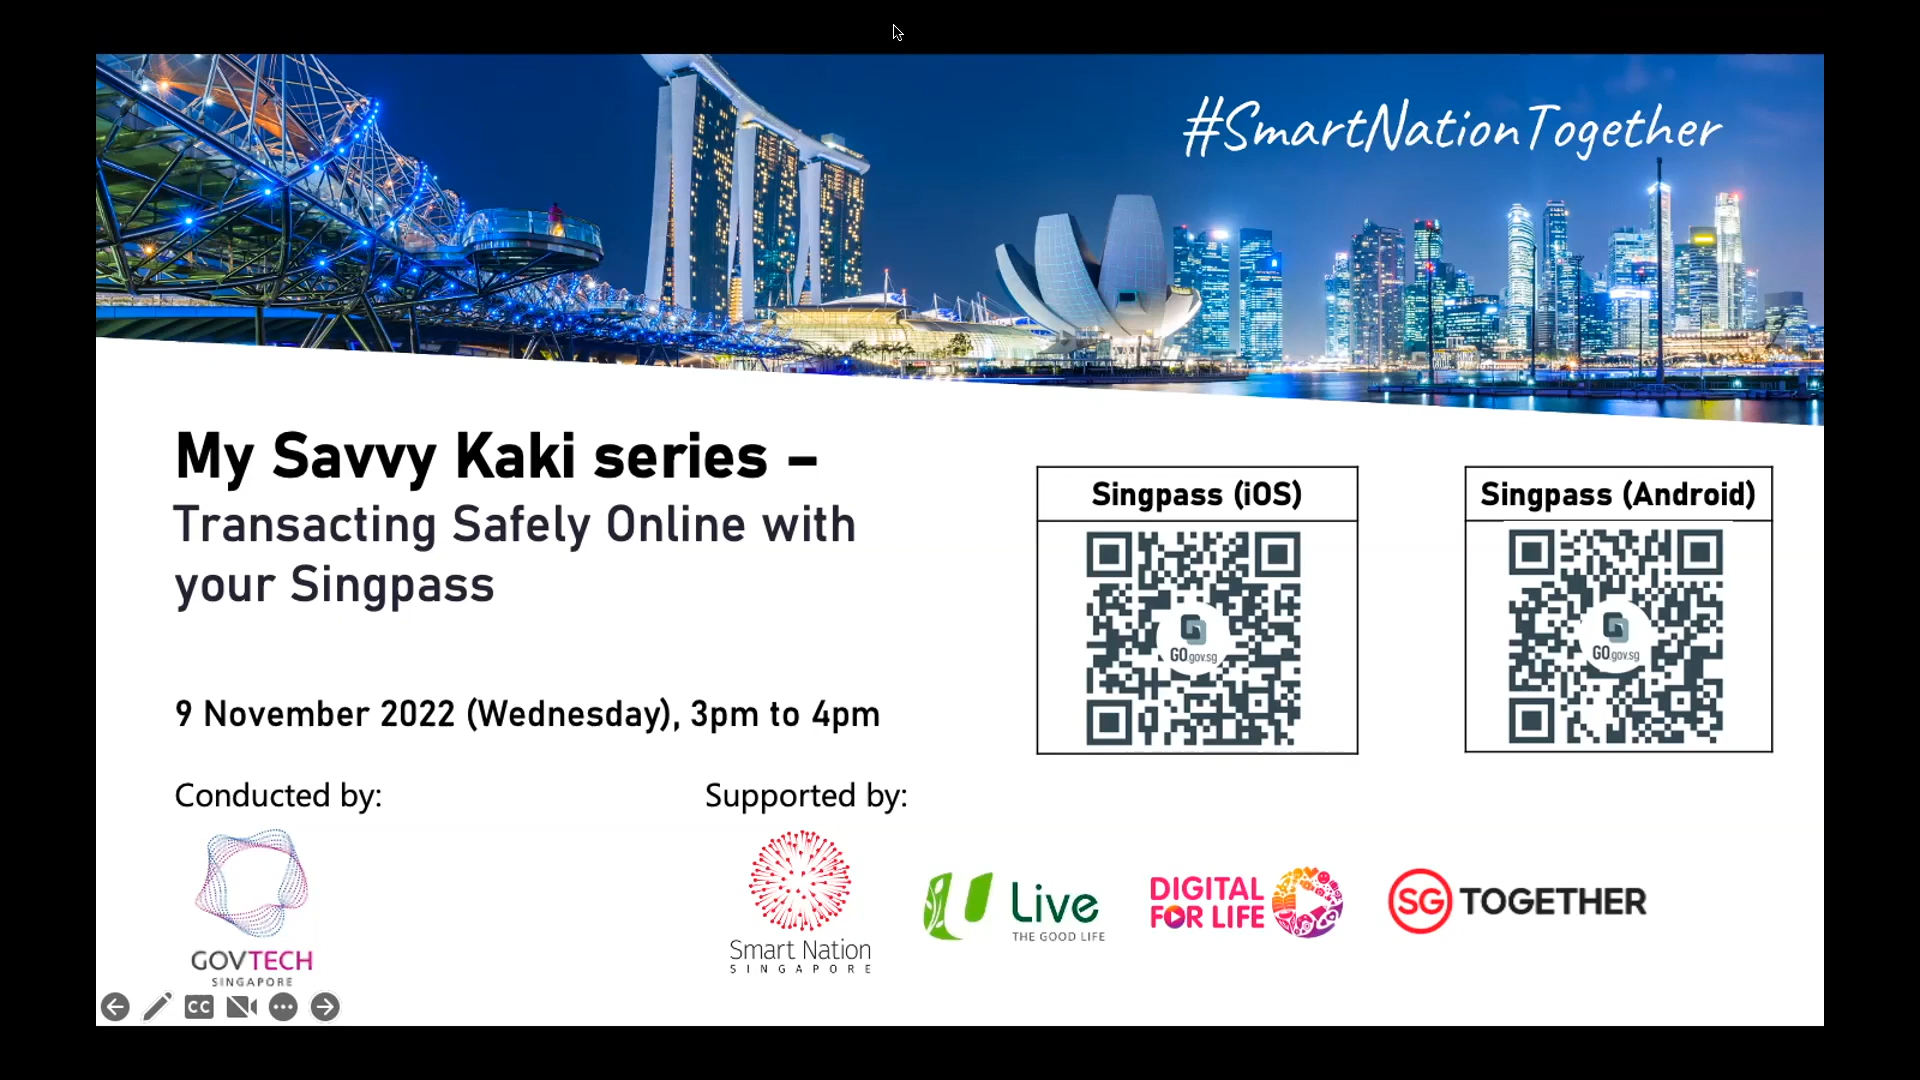 #SmartNationTogether
My Savvy Kaki series –
Transacting Safely Online with
your Singpass
9 November 2022 (Wednesday), 3pm to 4pm
Singpass (iOS)
GO.gov.sg
Singpass (Android)
GO.gov.sg
Conducted by:
GOVTECH
SINGAPORE
Supported by:
Smart Nation
SINGAPORE
U Live
THE GOOD LIFE
DIGITAL
FOR LIFE
SG TOGETHER
CC